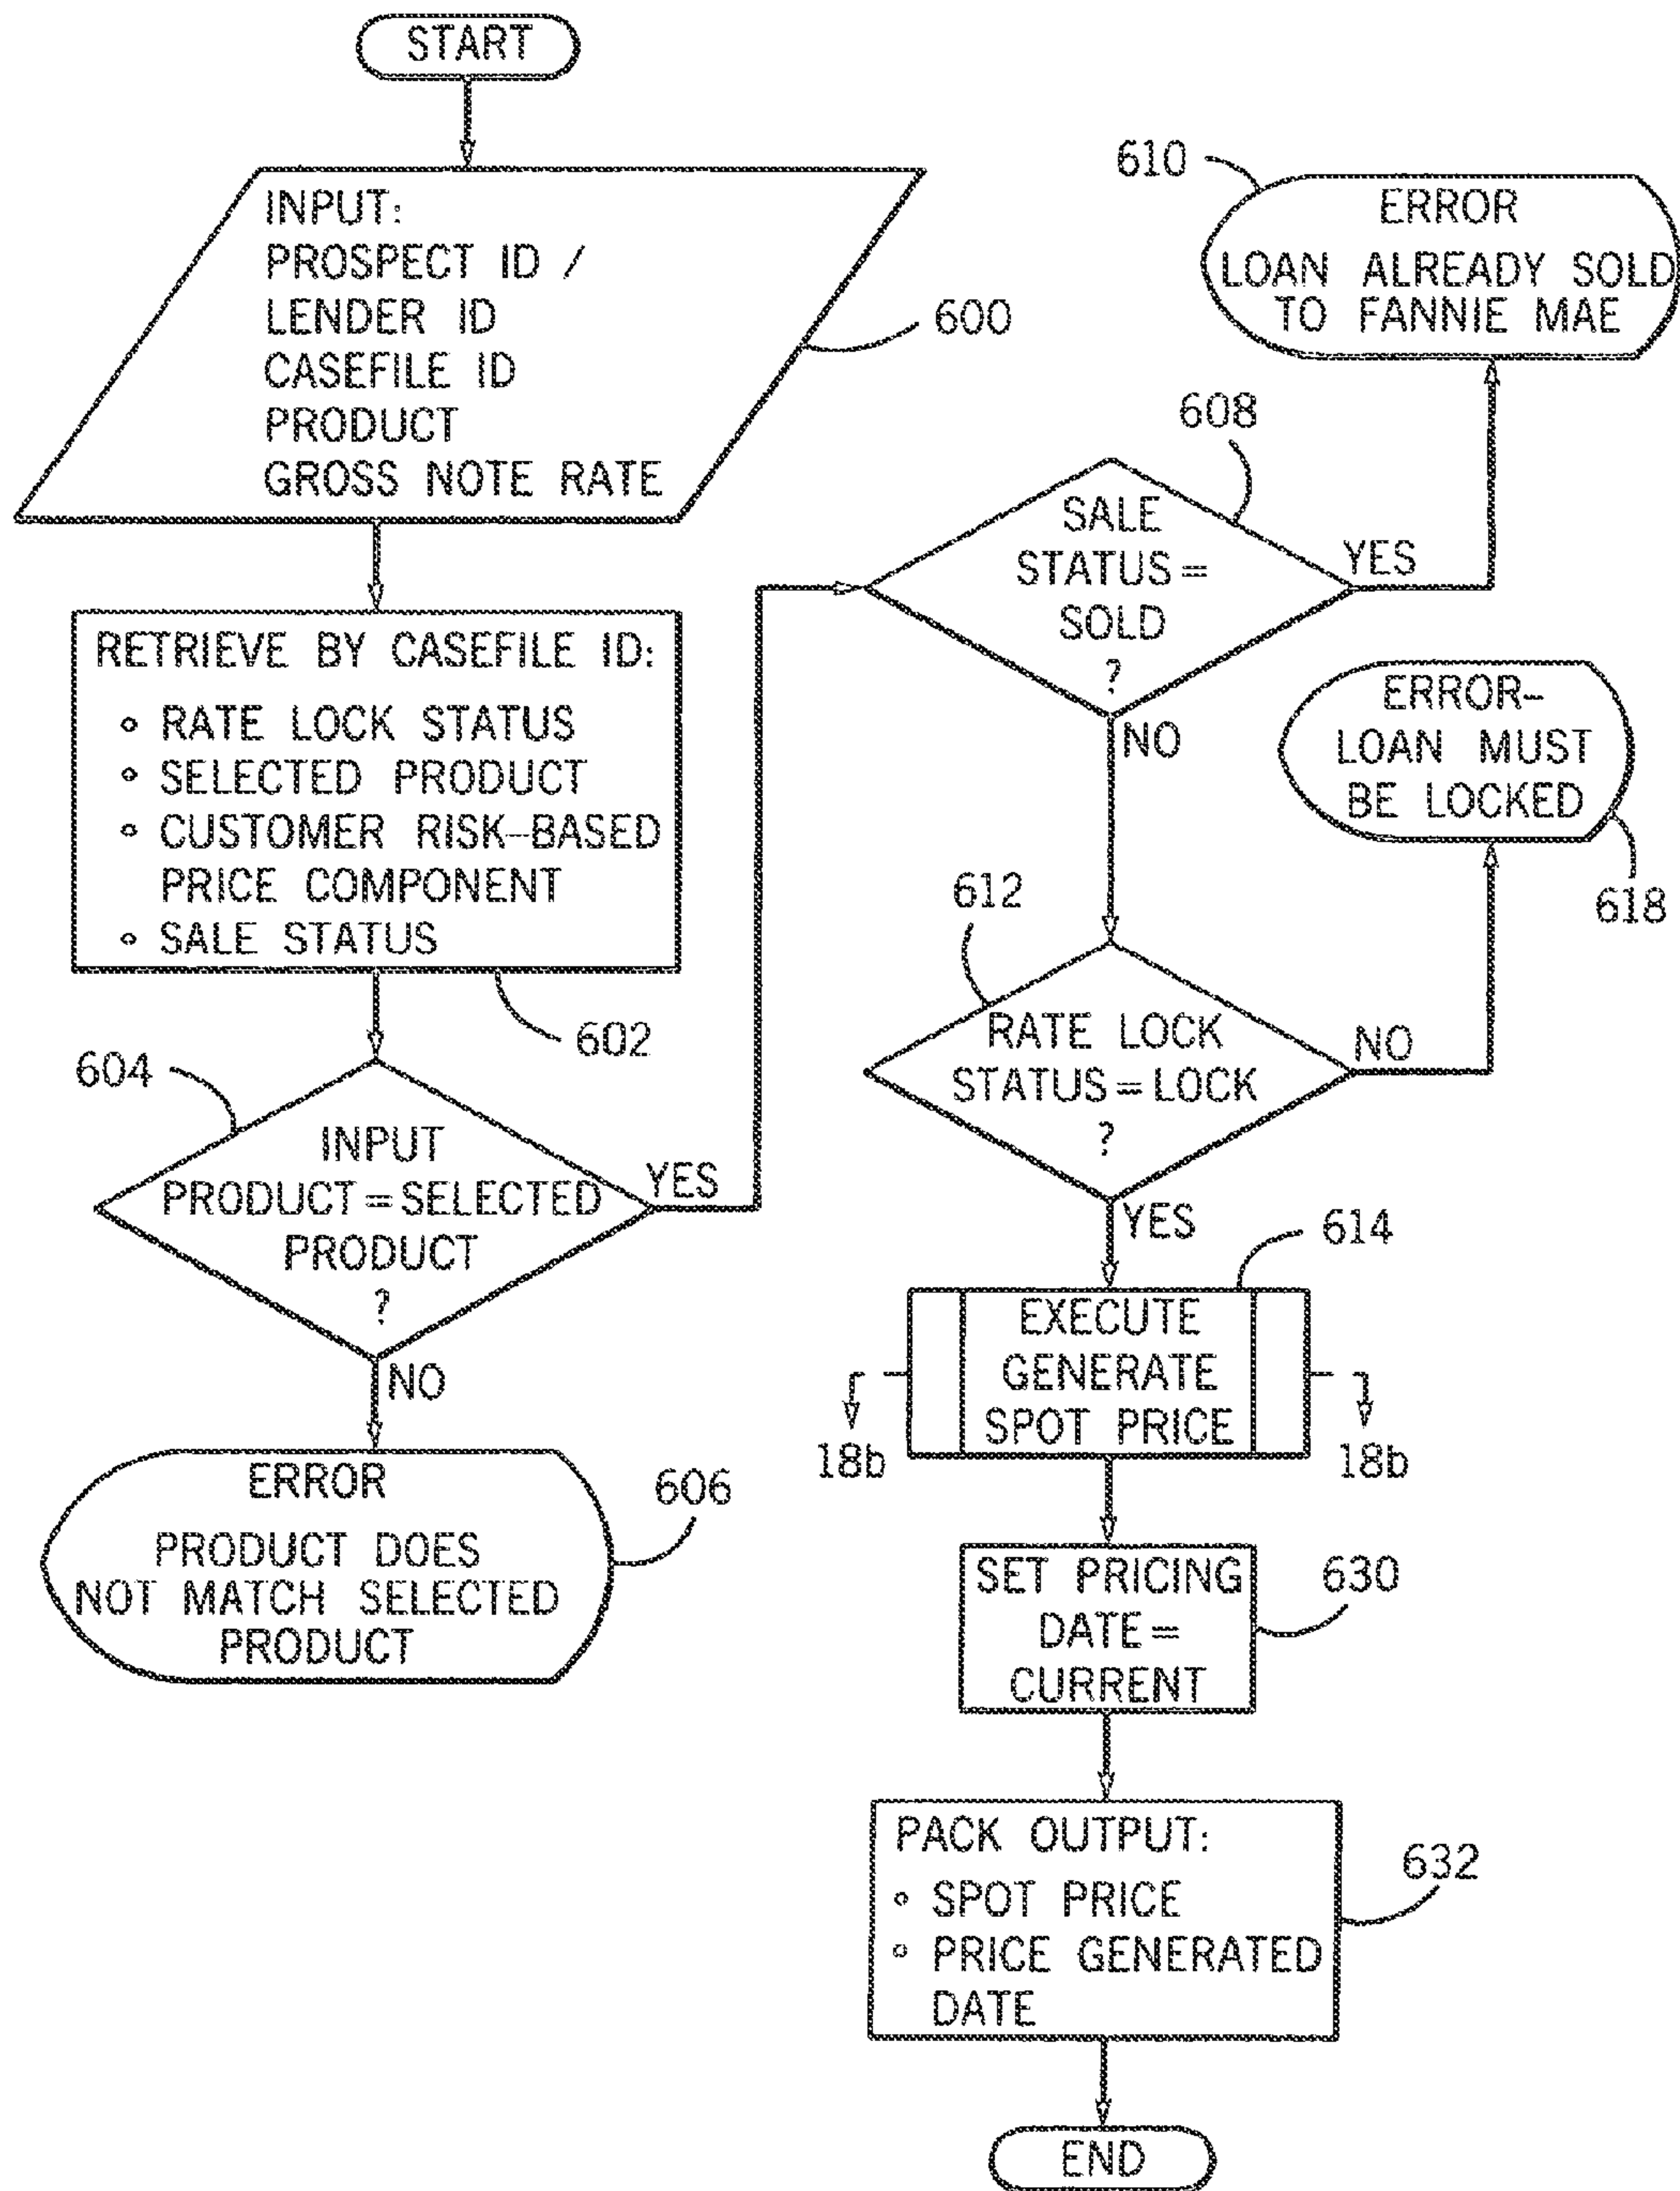 START
INPUT:
PROSPECT ID /
LENDER ID
CASEFILE ID
PRODUCT
GROSS NOTE RATE
600
RETRIEVE BY CASEFILE ID:
• RATE LOCK STATUS
• SELECTED PRODUCT
• CUSTOMER RISK-BASED
PRICE COMPONENT
• SALE STATUS
602
604
INPUT
PRODUCT = SELECTED
PRODUCT
?
YES
NO
ERROR
PRODUCT DOES
NOT MATCH SELECTED
PRODUCT
606
608
SALE
STATUS =
SOLD
?
YES
NO
610
ERROR
LOAN ALREADY SOLD
TO FANNIE MAE
612
RATE LOCK
STATUS = LOCK
?
NO
YES
ERROR-
LOAN MUST
BE LOCKED
618
614
EXECUTE
GENERATE
SPOT PRICE
18b
18b
SET PRICING
DATE =
CURRENT
630
PACK OUTPUT:
• SPOT PRICE
• PRICE GENERATED
DATE
632
END